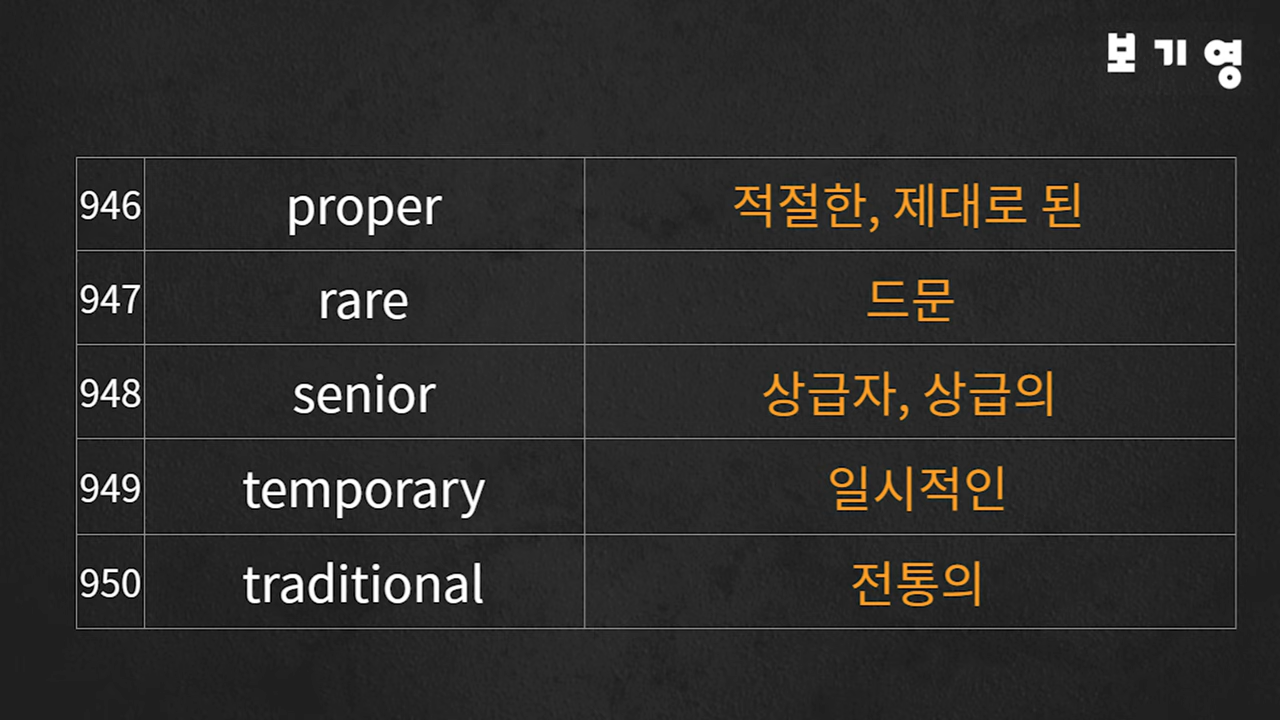 보기영
946 proper 적절한, 제대로 된
947 rare 드문
948 senior 상급자, 상급의
949 temporary 일시적인
950 traditional 전통의